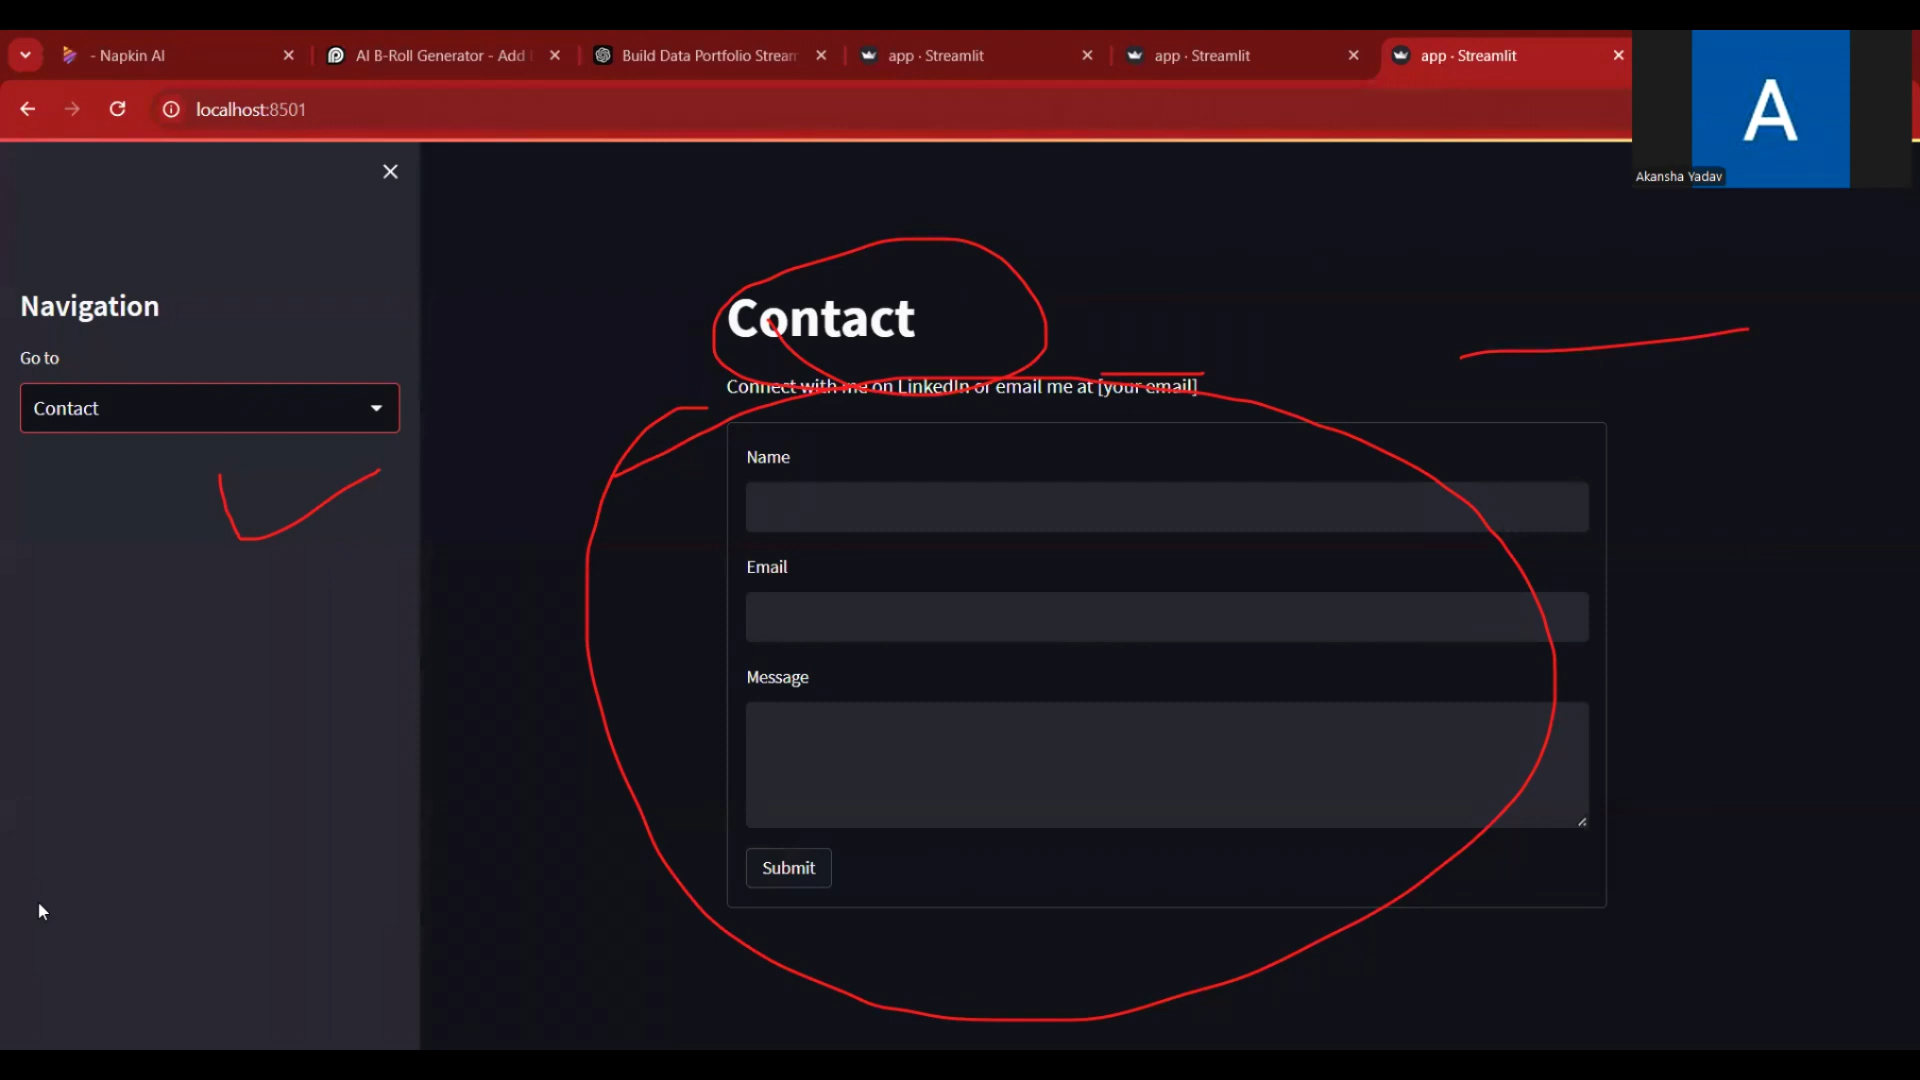 - Napkin AI
AI B-Roll Generator - Add
Build Data Portfolio Stream
app · Streamlit
app · Streamlit
app · Streamlit
localhost:8501
A
Akansha Yadav
Navigation
Go to
Contact
Contact
Connect with me on LinkedIn or email me at [your email]
Name
Email
Message
Submit